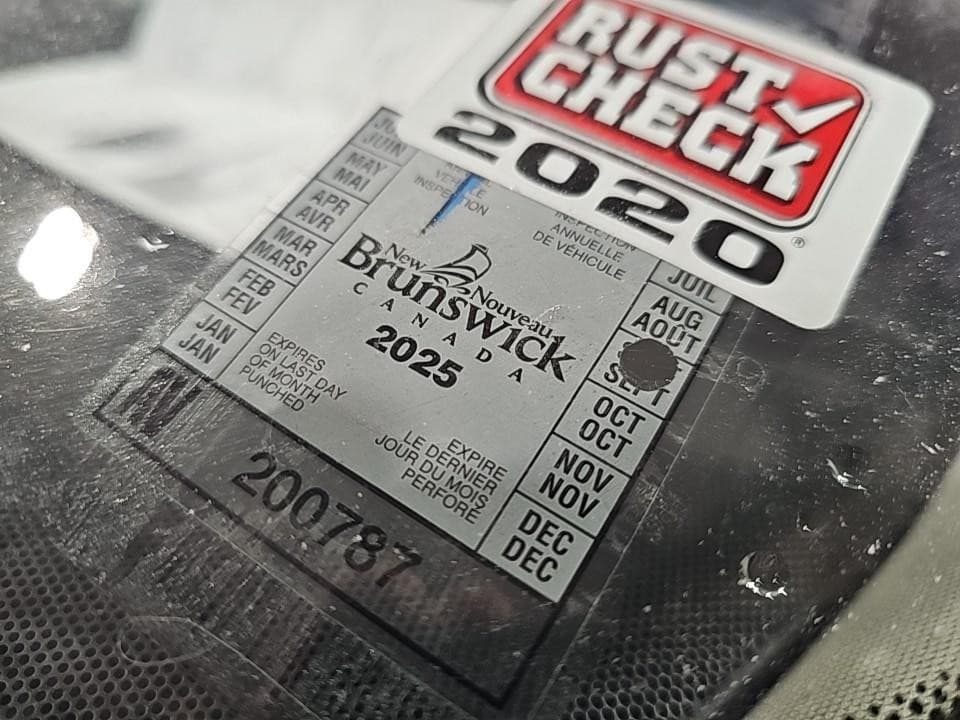 RUST
CHECK
2020
®
JUIN
MAY
MAI
APR
AVR
MAR
MARS
FEB
FEV
JAN
JAN
VEHICLE
INSPECTION
INSPECTION
ANNUELLE
DE VÉHICULE
New Nouveau
Brunswick
CANADA
2025
EXPIRES
ON LAST DAY
OF MONTH
PUNCHED
EXPIRE
LE DERNIER
JOUR DU MOIS
PERFORÉ
JUIL
AUG
AOÛT
SEPT
OCT
OCT
NOV
NOV
DEC
DEC
200787